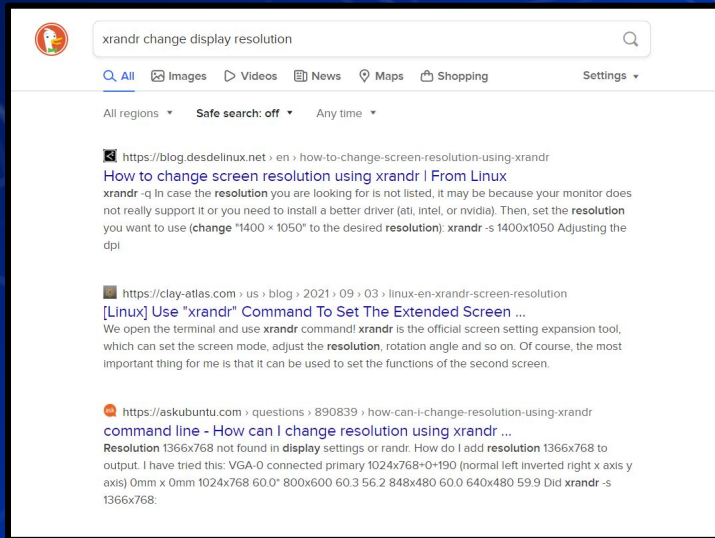 xrandr change display resolution
All Images Videos News Maps Shopping Settings
All regions Safe search: off Any time
https://blog.desdelinux.net › en › how-to-change-screen-resolution-using-xrandr
How to change screen resolution using xrandr | From Linux
xrandr -q In case the resolution you are looking for is not listed, it may be because your monitor does
not really support it or you need to install a better driver (ati, intel, or nvidia). Then, set the resolution
you want to use (change "1400 × 1050" to the desired resolution): xrandr -s 1400x1050 Adjusting the
dpi
https://clay-atlas.com › us › blog › 2021 › 09 › 03 › linux-en-xrandr-screen-resolution
[Linux] Use "xrandr" Command To Set The Extended Screen ...
We open the terminal and use xrandr command! xrandr is the official screen setting expansion tool,
which can set the screen mode, adjust the resolution, rotation angle and so on. Of course, the most
important thing for me is that it can be used to set the functions of the second screen.
ask
https://askubuntu.com › questions › 890839 › how-can-i-change-resolution-using-xrandr
command line - How can I change resolution using xrandr ...
Resolution 1366x768 not found in display settings or randr. How do I add resolution 1366x768 to
output. I have tried this: VGA-0 connected primary 1024x768+0+190 (normal left inverted right x axis y
axis) 0mm x 0mm 1024x768 60.0* 800x600 60.3 56.2 848x480 60.0 640x480 59.9 Did xrandr -s
1366x768: